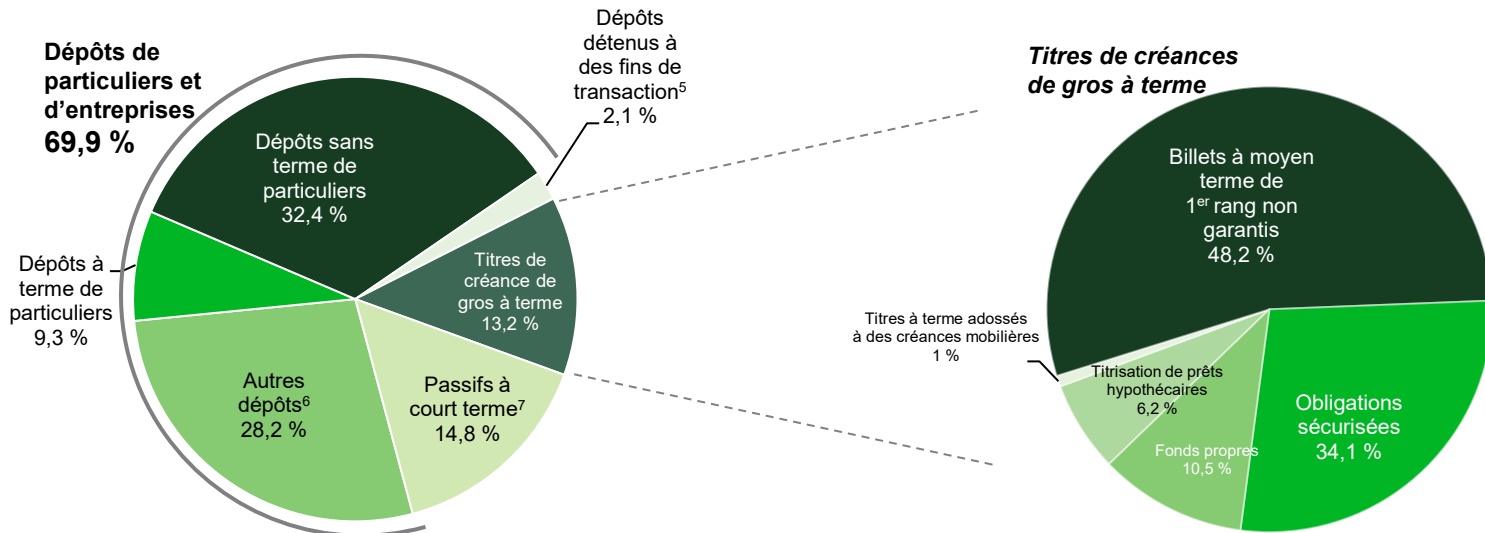 Dépôts de
particuliers et
d'entreprises
69,9 %
Dépôts
détenus à
des fins de
transaction⁵
2,1 %
Dépôts sans
terme de
particuliers
32,4 %
Dépôts à
terme de
particuliers
9,3 %
Titres de
créance de
gros à terme
13,2 %
Autres
dépôts⁶
28,2 %
Passifs à
court terme⁷
14,8 %
Titres de créances
de gros à terme
Billets à moyen
terme de
1er rang non
garantis
48,2 %
Titres à terme adossés
à des créances mobilières
1 %
Titrisation de prêts
hypothécaires
6,2 %
Fonds propres
10,5 %
Obligations
sécurisées
34,1 %